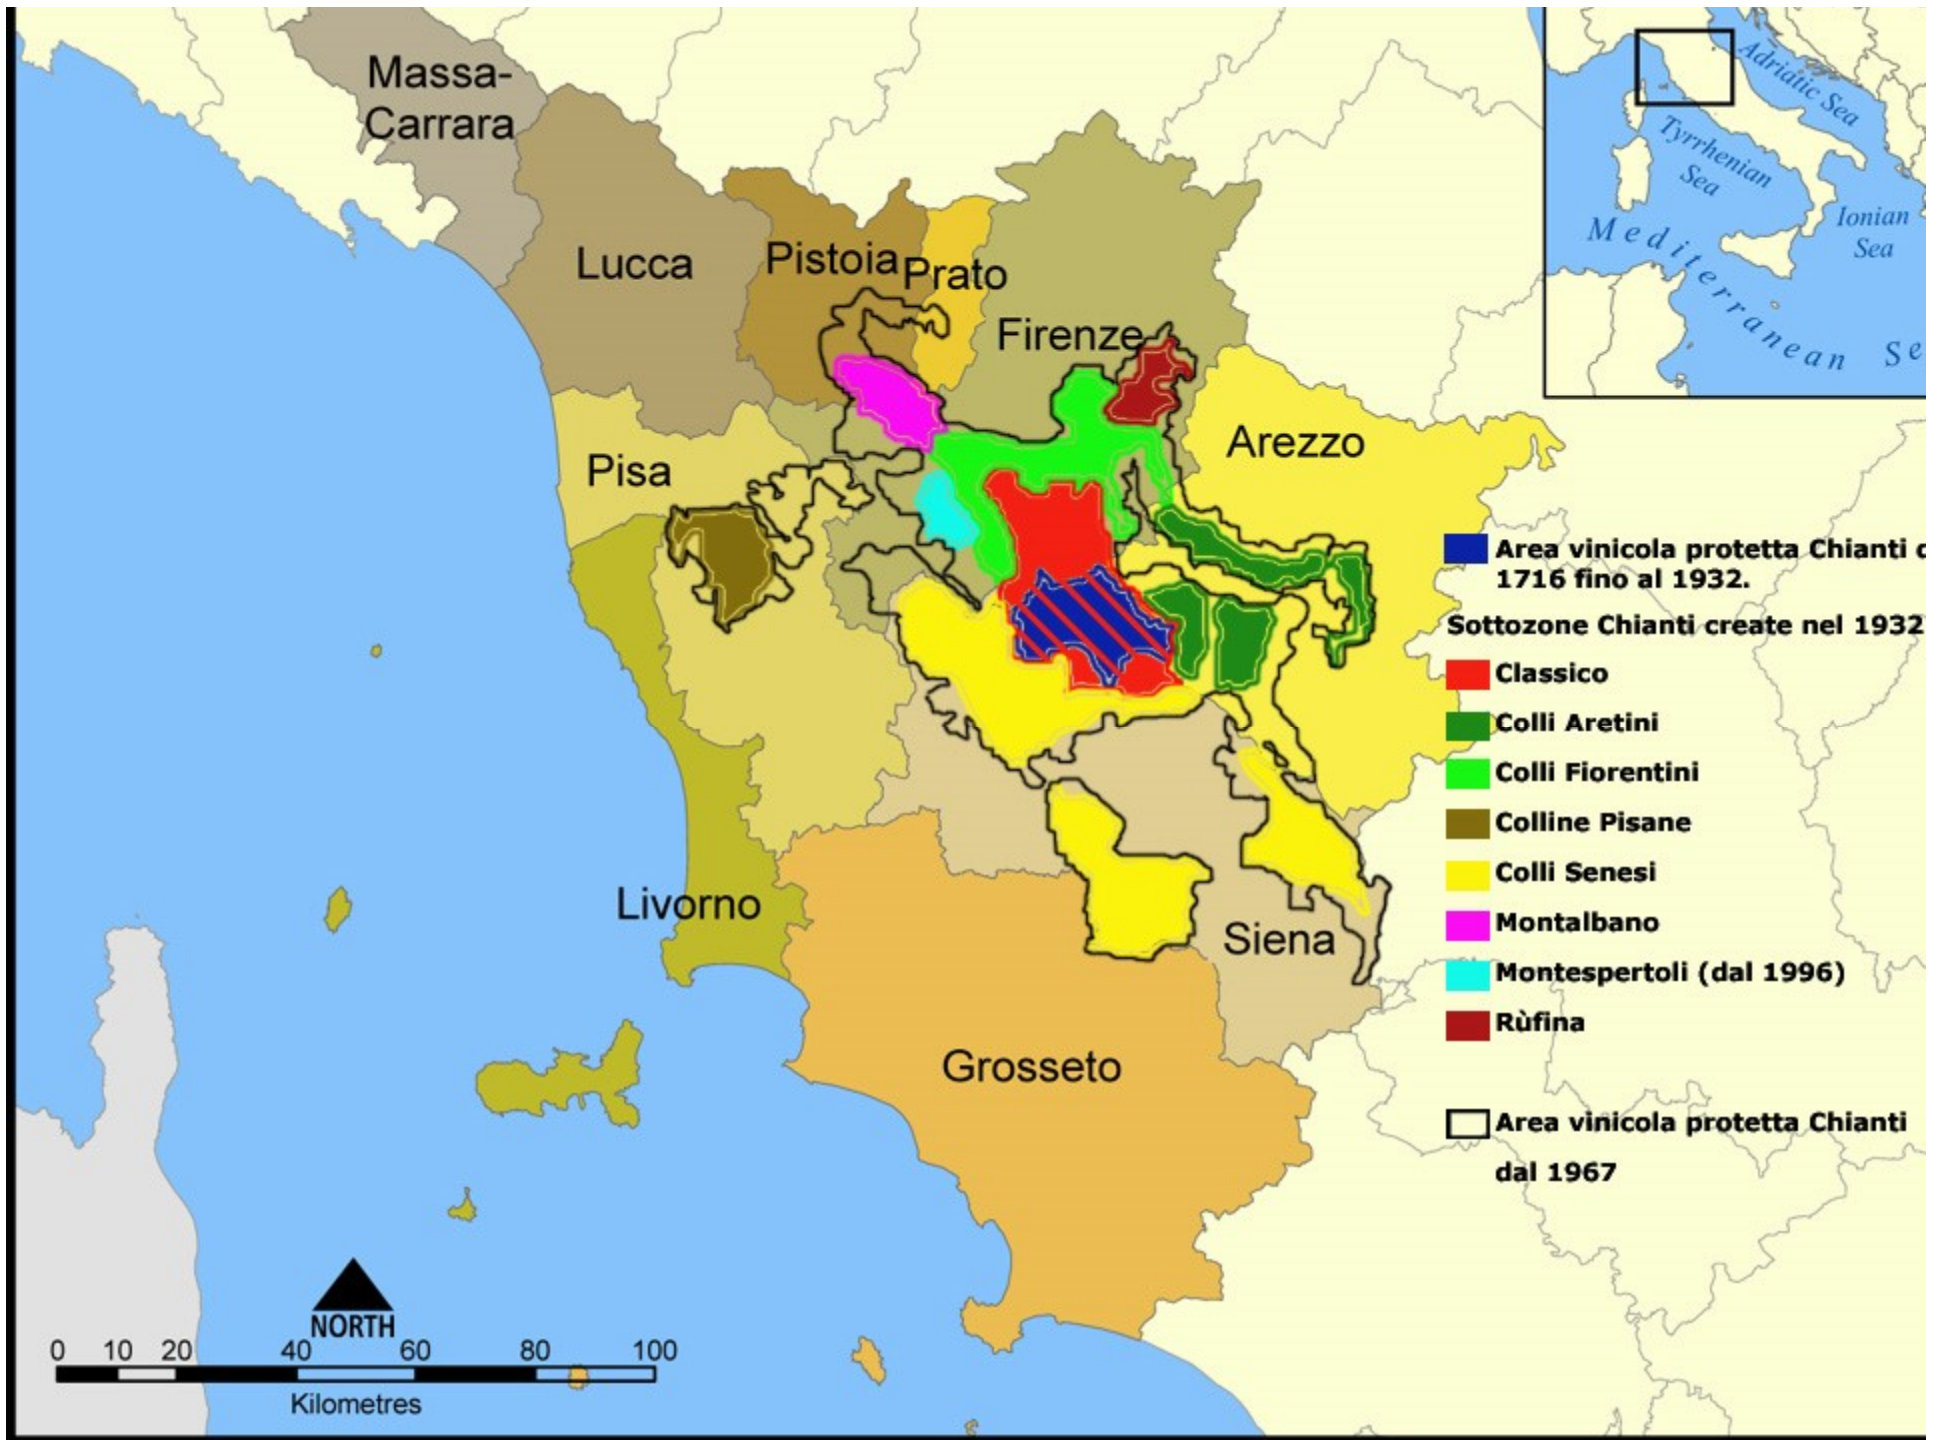 Massa-
Carrara
Lucca
Pistoia
Prato
Firenze
Pisa
Arezzo
Livorno
Siena
Grosseto
Adriatic Sea
Tyrrhenian
Sea
Ionian
Sea
Mediterranean Se
Area vinicola protetta Chianti d
1716 fino al 1932.
Sottozone Chianti create nel 1932
Classico
Colli Aretini
Colli Fiorentini
Colline Pisane
Colli Senesi
Montalbano
Montespertoli (dal 1996)
Rùfina
Area vinicola protetta Chianti
dal 1967
NORTH
0 10 20 40 60 80 100
Kilometres